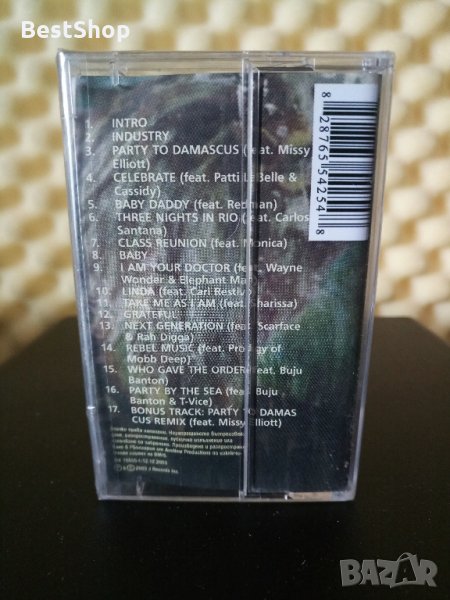 BestShop
1. INTRO
2. INDUSTRY
3. PARTY TO DAMASCUS (feat. Missy
Elliott)
4. CELEBRATE (feat. Patti LaBelle &
Cassidy)
5. BABY DADDY (feat. Redman)
6. THREE NIGHTS IN RIO (feat. Carlos
Santana)
7. CLASS REUNION (feat. Monica)
8. BABY
9. I AM YOUR DOCTOR (feat. Wayne
Wonder & Elephant Man)
10. LINDA (feat. Carl Restivo)
11. TAKE ME AS I AM (feat. Sharissa)
12. GRATEFUL
13. NEXT GENERATION (feat. Scarface
& Rah Digga)
14. REBEL MUSIC (feat. Prodigy of
Mobb Deep)
15. WHO GAVE THE ORDER (feat. Buju
Banton)
16. PARTY BY THE SEA (feat. Buju
Banton & T-Vice)
17. BONUS TRACK: PARTY TO DAMAS
CUS REMIX (feat. Missy Elliott)
2003 J Records Inc.
8 28765 54254 8
BAZAR